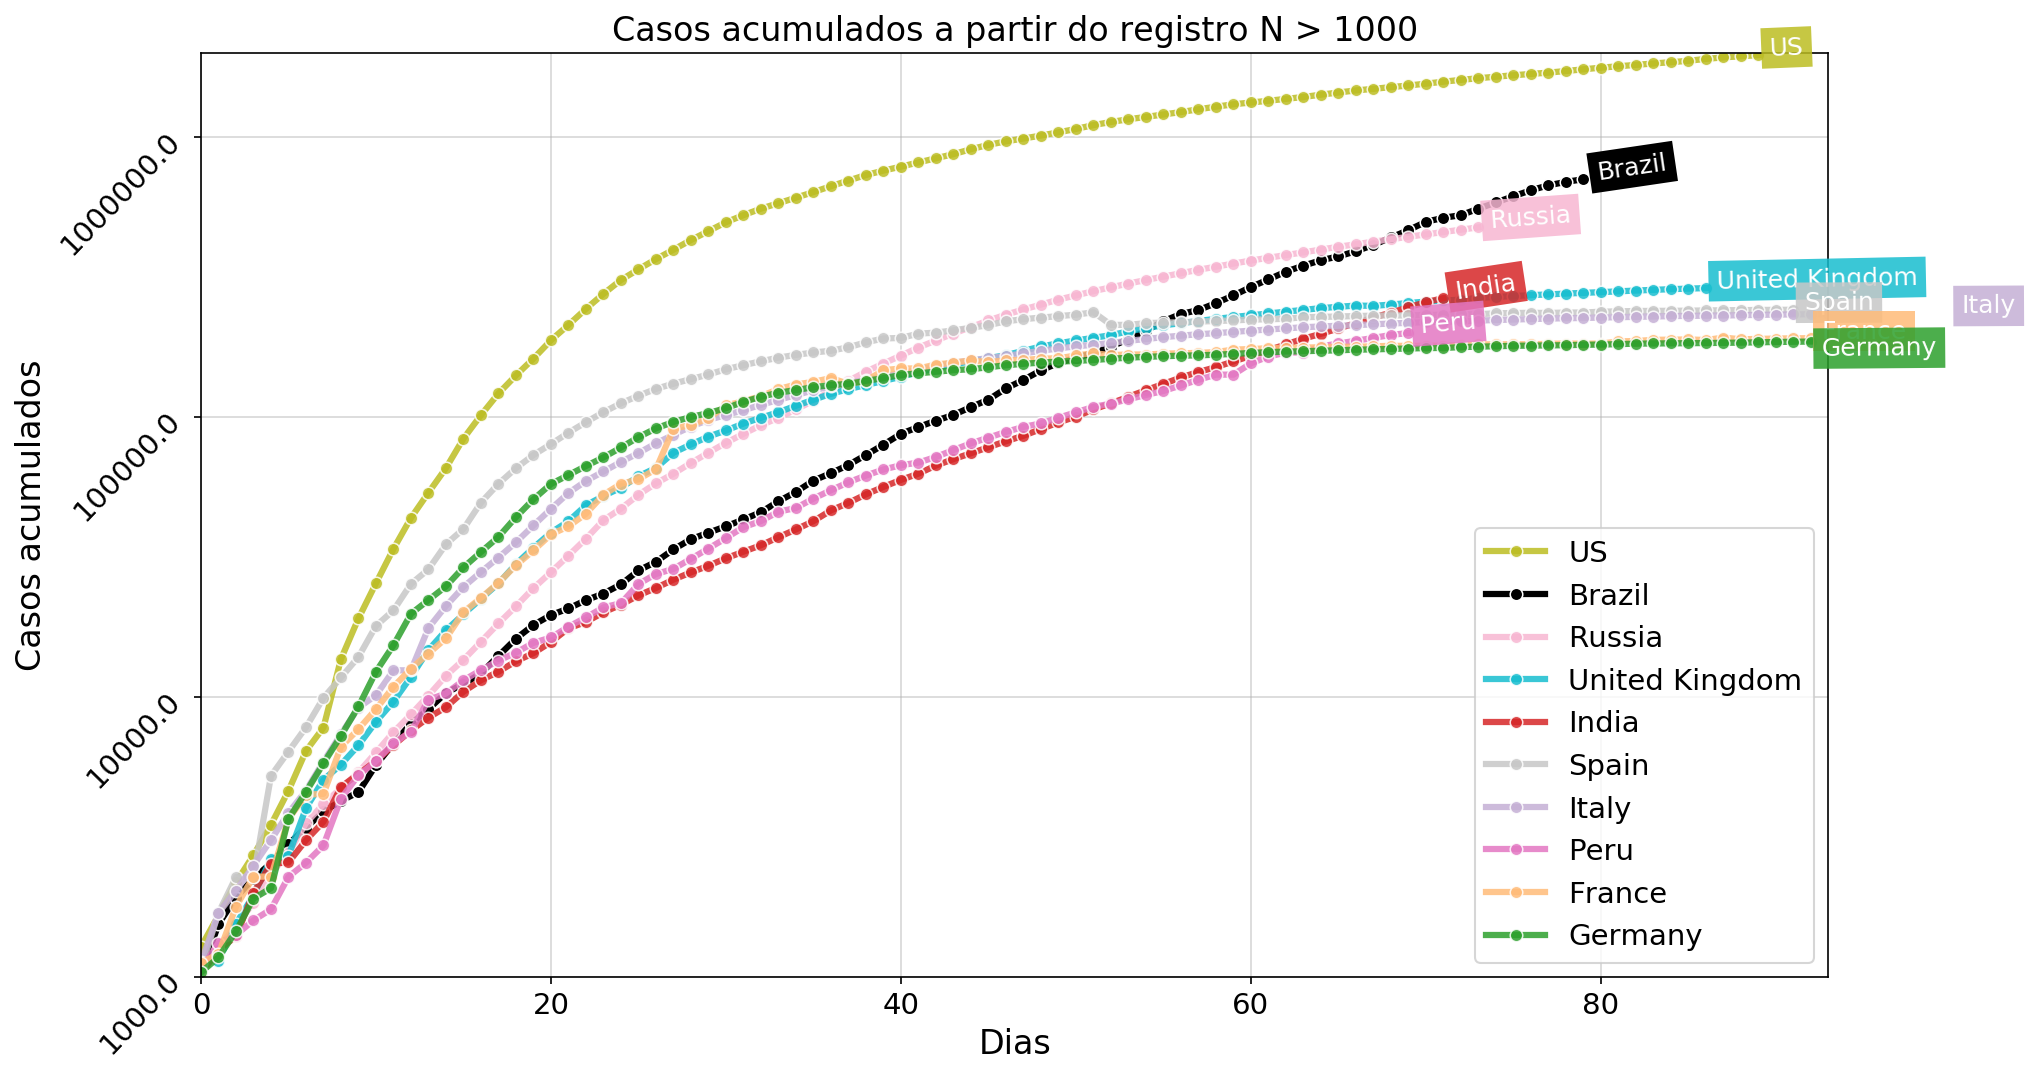 Casos acumulados a partir do registro N > 1000
US
Brazil
Russia
United Kingdom
India
Spain
Italy
Peru
France
Germany
1000000.0
100000.0
10000.0
1000.0
Casos acumulados
US
Brazil
Russia
United Kingdom
India
Spain
Italy
Peru
France
Germany
0 20 40 60 80
Dias